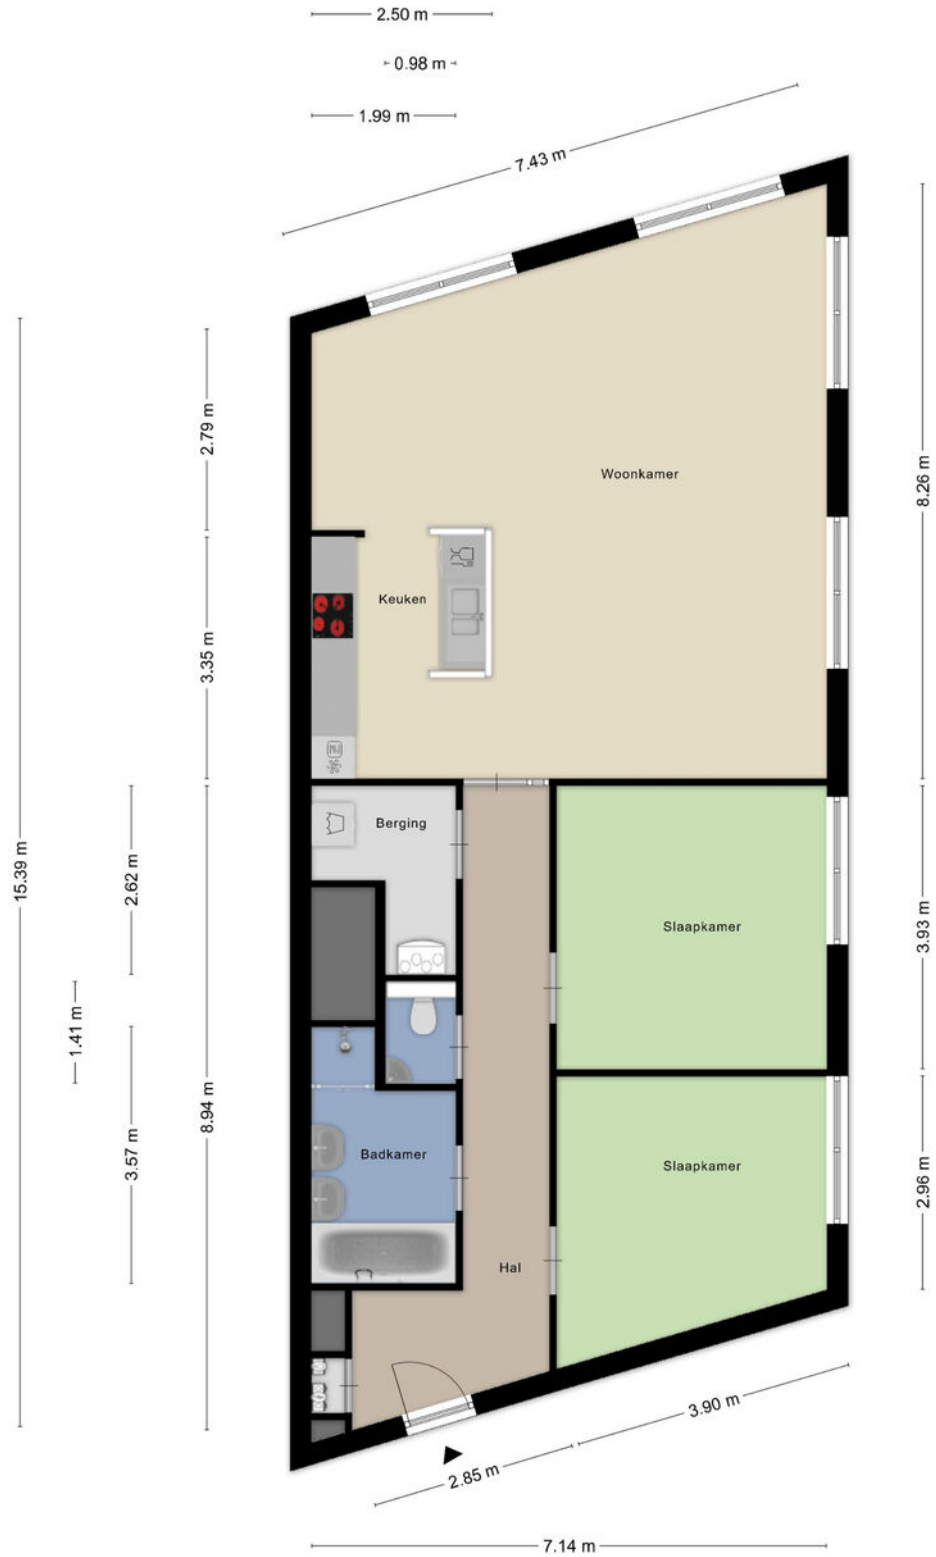 2.50 m
0.98 m
1.99 m
7.43 m
2.79 m
8.26 m
Woonkamer
Keuken
3.35 m
Berging
15.39 m
2.62 m
Slaapkamer
3.93 m
1.41 m
8.94 m
3.57 m
Badkamer
Slaapkamer
2.96 m
Hal
3.90 m
2.85 m
7.14 m